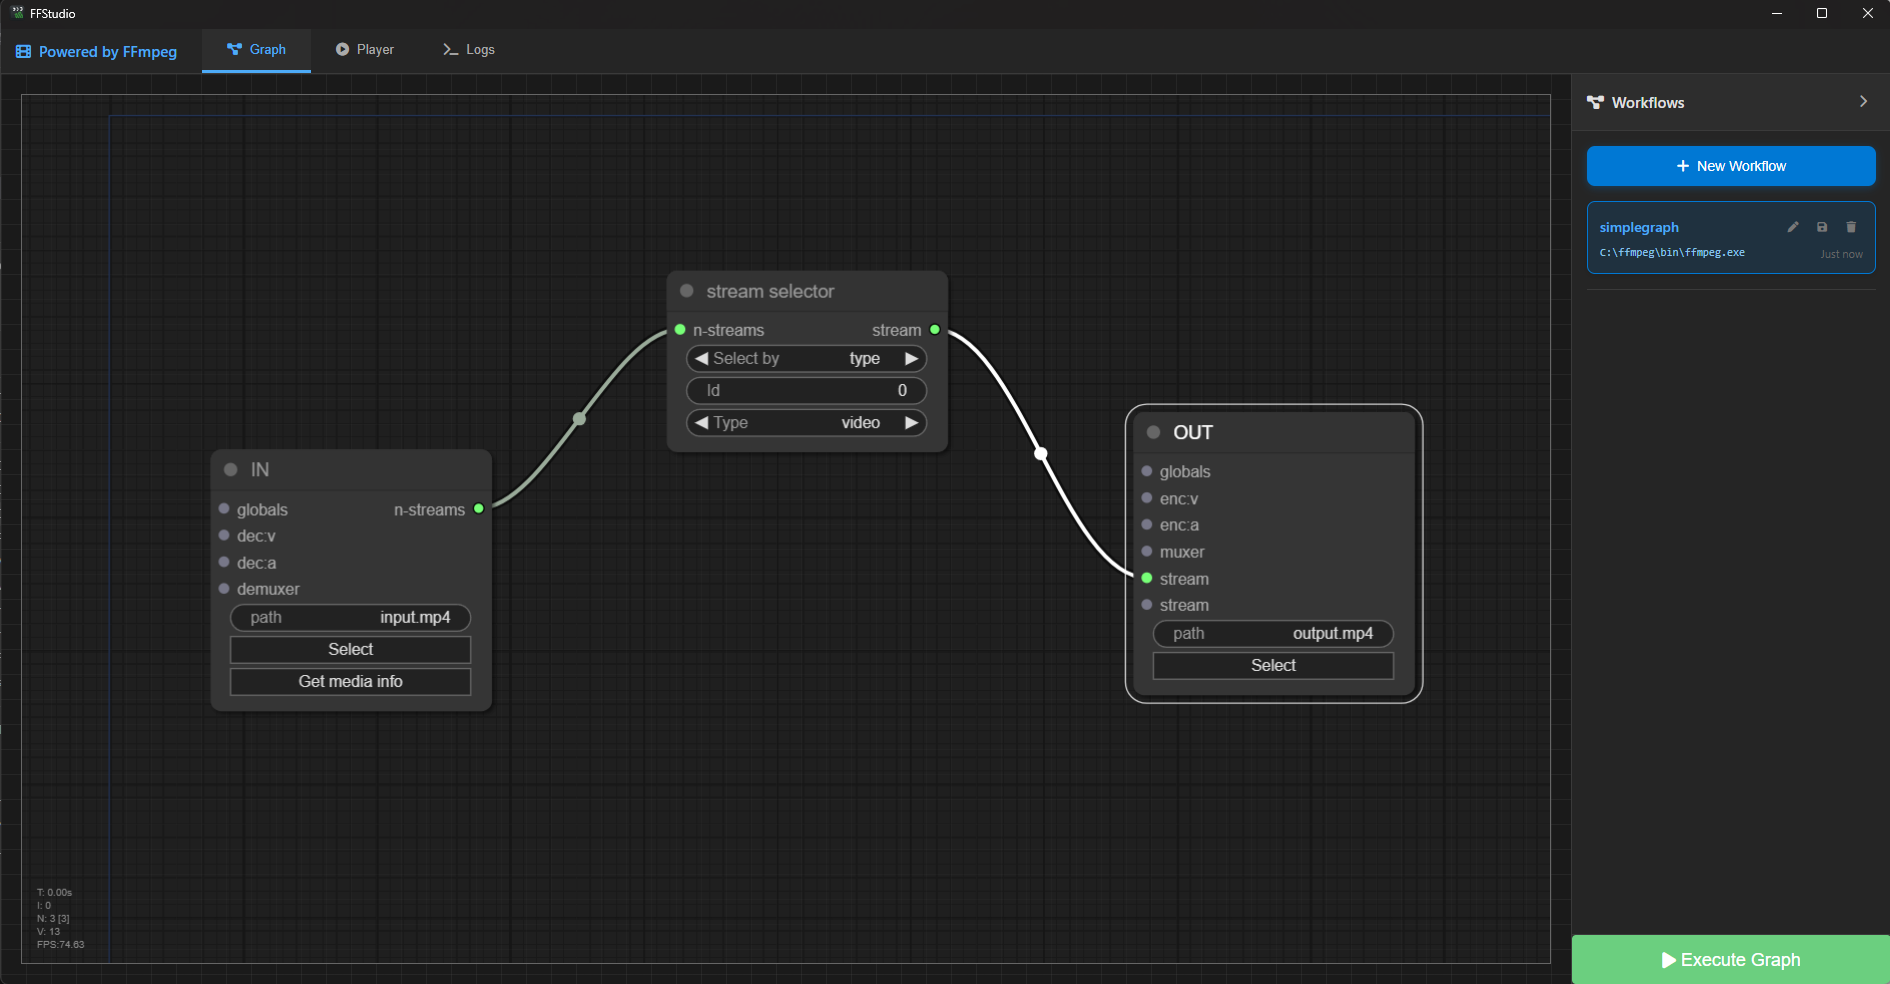 FFStudio
Powered by FFmpeg
Graph
Player
Logs
Workflows
New Workflow
simplegraph
C:\ffmpeg\bin\ffmpeg.exe
Just now
stream selector
n-streams stream
Select by type
Id 0
Type video
IN
globals n-streams
dec:v
dec:a
demuxer
path input.mp4
Select
Get media info
OUT
globals
enc:v
enc:a
muxer
stream
stream
path output.mp4
Select
T: 0.00s
I: 0
N: 3 [3]
V: 13
FPS:74.63
Execute Graph